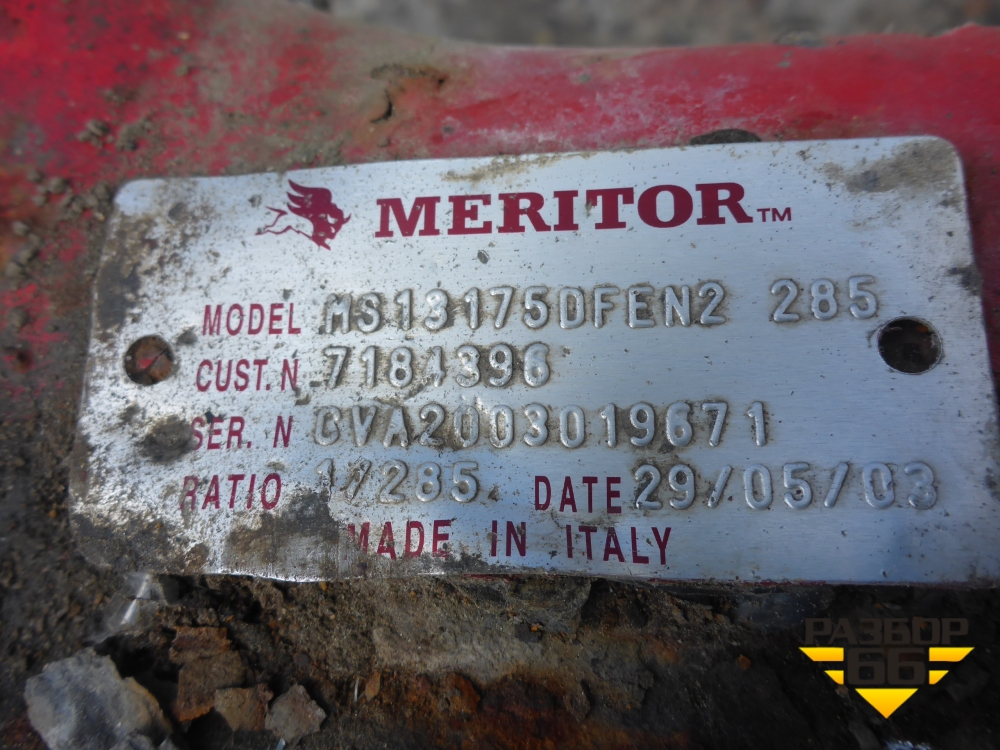 MERITOR™
MODEL MS13175DFEN2 285
CUST. N 7184396
SER. N CVA2003019671
RATIO 1/285 DATE 29/05/03
MADE IN ITALY
РАЗБОР
66